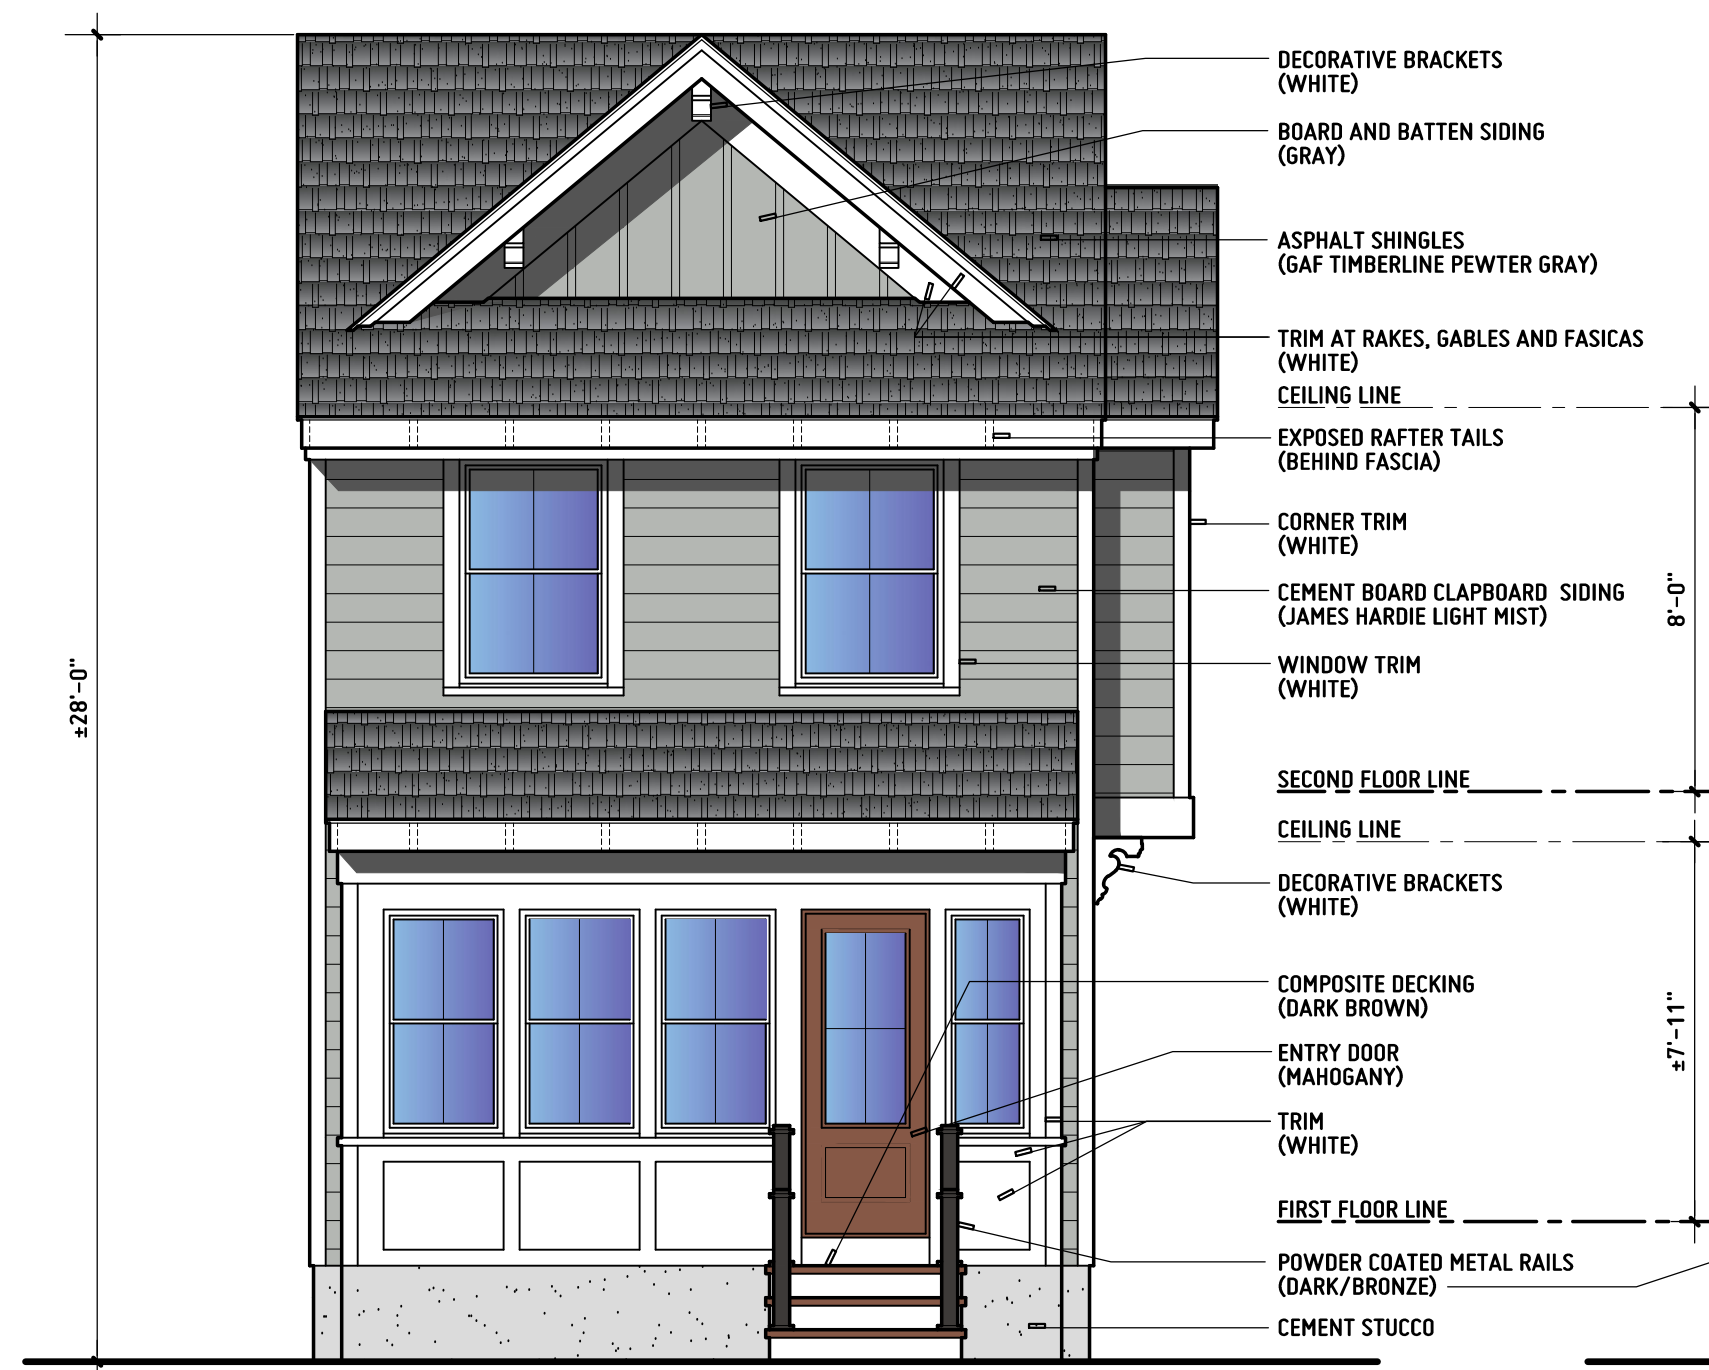 DECORATIVE BRACKETS
(WHITE)
BOARD AND BATTEN SIDING
(GRAY)
ASPHALT SHINGLES
(GAF TIMBERLINE PEWTER GRAY)
TRIM AT RAKES, GABLES AND FASICAS
(WHITE)
CEILING LINE
EXPOSED RAFTER TAILS
(BEHIND FASCIA)
CORNER TRIM
(WHITE)
CEMENT BOARD CLAPBOARD SIDING
(JAMES HARDIE LIGHT MIST)
8'-0"
WINDOW TRIM
(WHITE)
±28'-0"
SECOND FLOOR LINE
CEILING LINE
DECORATIVE BRACKETS
(WHITE)
COMPOSITE DECKING
(DARK BROWN)
±7'-11"
ENTRY DOOR
(MAHOGANY)
TRIM
(WHITE)
FIRST FLOOR LINE
POWDER COATED METAL RAILS
(DARK/BRONZE)
CEMENT STUCCO